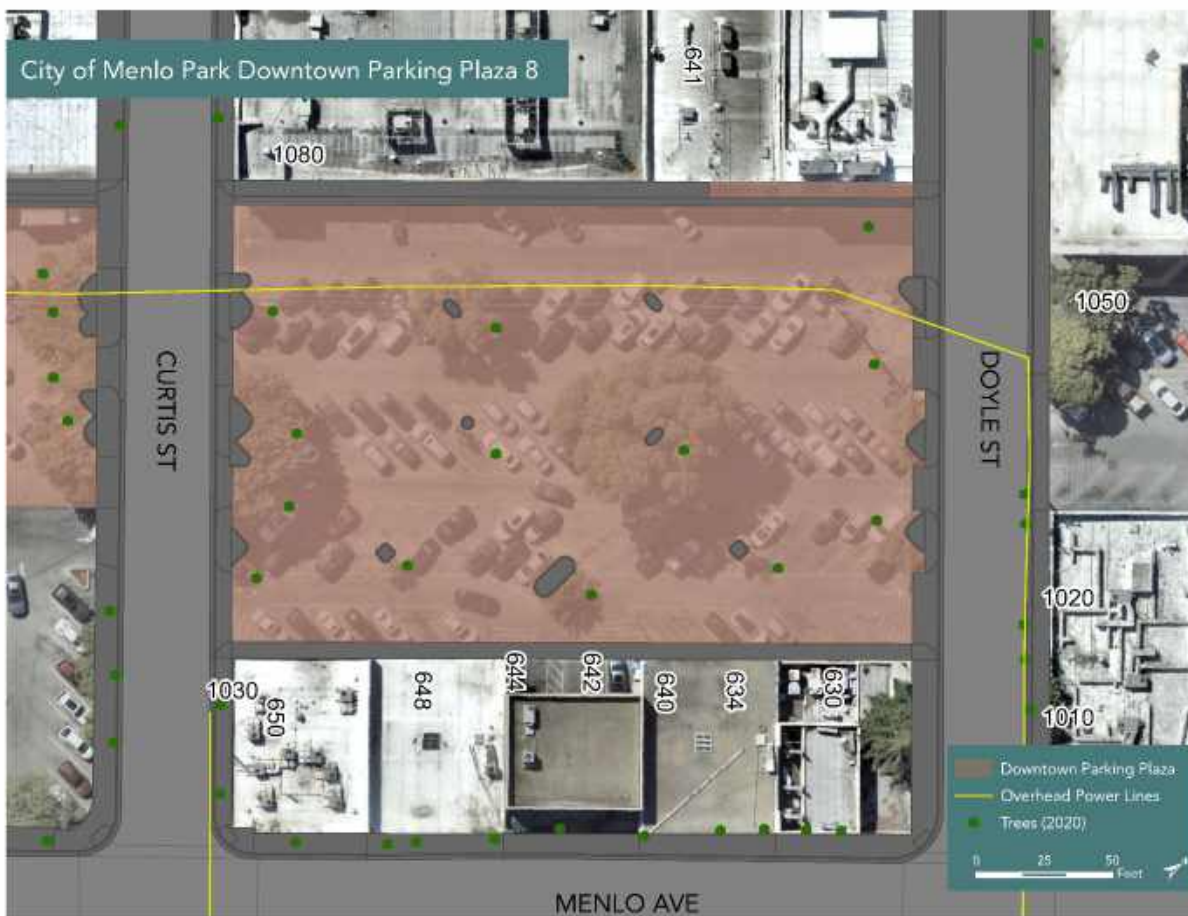 City of Menlo Park Downtown Parking Plaza 8
641
1080
1050
CURTIS ST
DOYLE ST
1020
1030
650
648
644
642
640
634
630
1010
Downtown Parking Plaza
Overhead Power Lines
Trees (2020)
0 25 50
Feet
MENLO AVE